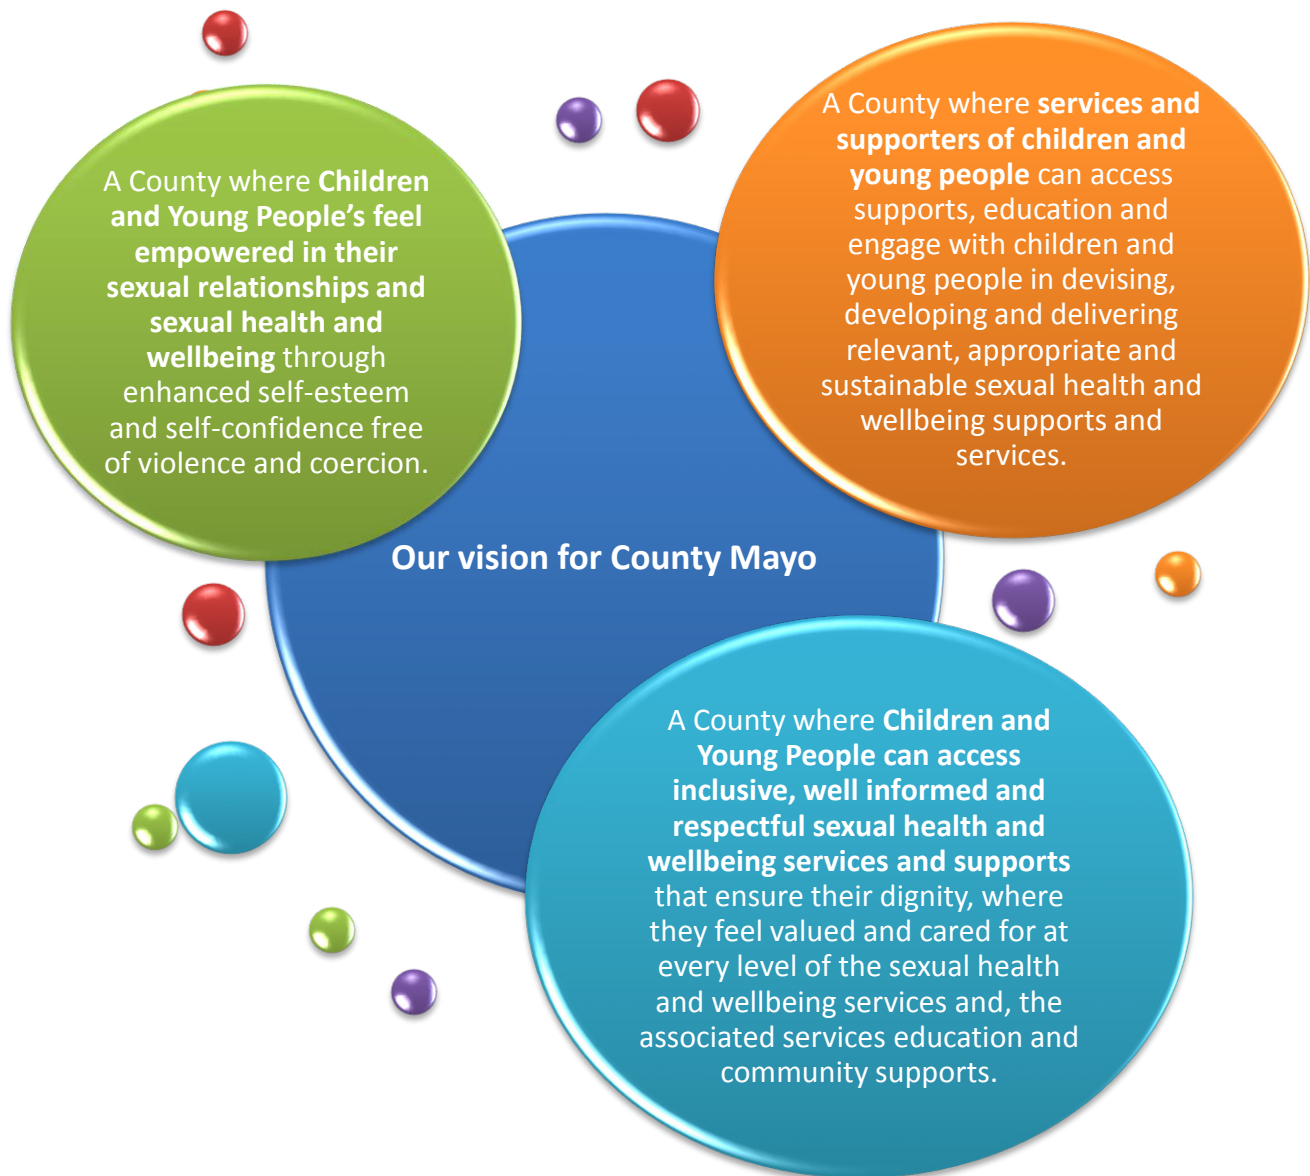 A County where Children
and Young People’s feel
empowered in their
sexual relationships and
sexual health and
wellbeing through
enhanced self-esteem
and self-confidence free
of violence and coercion.
A County where services and
supporters of children and
young people can access
supports, education and
engage with children and
young people in devising,
developing and delivering
relevant, appropriate and
sustainable sexual health and
wellbeing supports and
services.
Our vision for County Mayo
A County where Children and
Young People can access
inclusive, well informed and
respectful sexual health and
wellbeing services and supports
that ensure their dignity, where
they feel valued and cared for at
every level of the sexual health
and wellbeing services and, the
associated services education and
community supports.